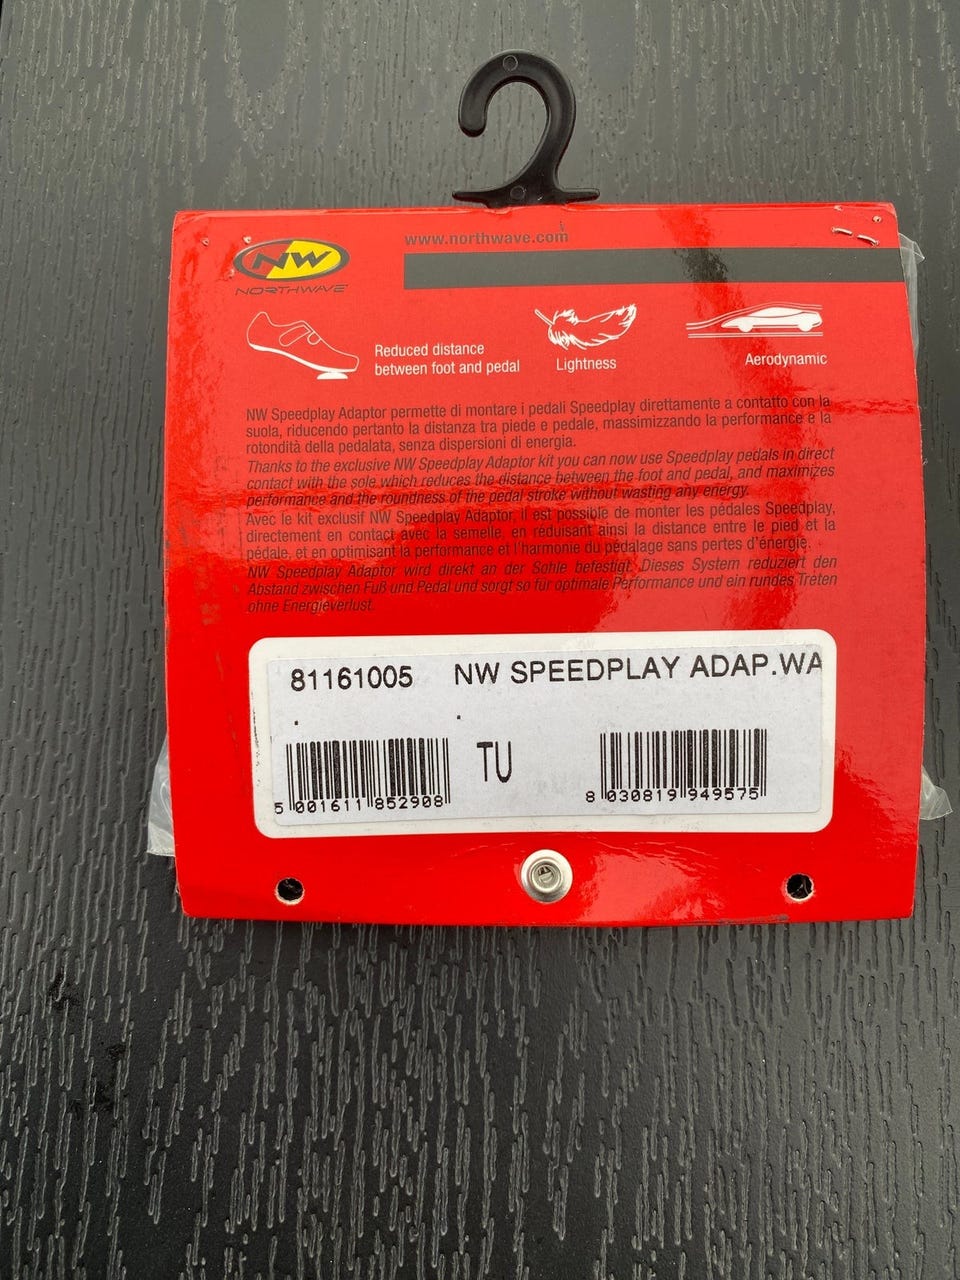 www.northwave.com
NW
NORTHWAVE
Reduced distance
between foot and pedal
Lightness
Aerodynamic
NW Speedplay Adaptor permette di montare i pedali Speedplay direttamente a contatto con la
suola, riducendo pertanto la distanza tra piede e pedale, massimizzando la performance e la
rotondità della pedalata, senza dispersioni di energia.
Thanks to the exclusive NW Speedplay Adaptor kit you can now use Speedplay pedals in direct
contact with the sole which reduces the distance between the foot and pedal, and maximizes
performance and the roundness of the pedal stroke without wasting any energy.
Avec le kit exclusif NW Speedplay Adaptor, il est possible de monter les pédales Speedplay,
directement en contact avec la semelle, en réduisant ainsi la distance entre le pied et la
pédale, et en optimisant la performance et l'harmonie du pédalage sans pertes d'énergie.
NW Speedplay Adaptor wird direkt an der Sohle befestigt. Dieses System reduziert den
Abstand zwischen Fuß und Pedal und sorgt so für optimale Performance und ein rundes Treten
ohne Energieverlust.
81161005 NW SPEEDPLAY ADAP.WA
TU
5 001611 852908
8 030819 949575